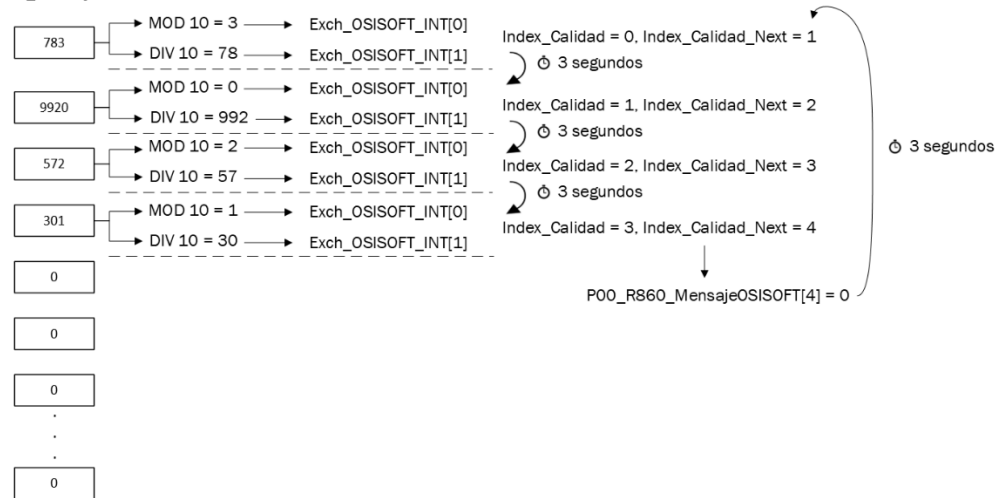 783
MOD 10 = 3
Exch_OSISOFT_INT[0]
DIV 10 = 78
Exch_OSISOFT_INT[1]
Index_Calidad = 0, Index_Calidad_Next = 1
3 segundos
9920
MOD 10 = 0
Exch_OSISOFT_INT[0]
DIV 10 = 992
Exch_OSISOFT_INT[1]
Index_Calidad = 1, Index_Calidad_Next = 2
3 segundos
572
MOD 10 = 2
Exch_OSISOFT_INT[0]
DIV 10 = 57
Exch_OSISOFT_INT[1]
Index_Calidad = 2, Index_Calidad_Next = 3
3 segundos
301
MOD 10 = 1
Exch_OSISOFT_INT[0]
DIV 10 = 30
Exch_OSISOFT_INT[1]
Index_Calidad = 3, Index_Calidad_Next = 4
3 segundos
P00_R860_MensajeOSISOFT[4] = 0
0
0
0
0